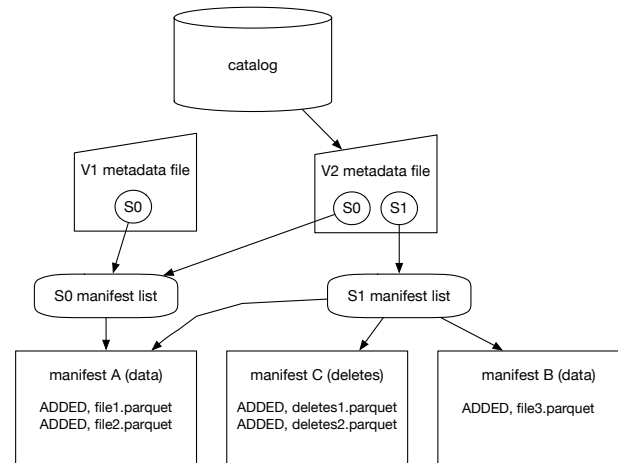 catalog
V1 metadata file
V2 metadata file
S0
S0
S1
S0 manifest list
S1 manifest list
manifest A (data)
ADDED, file1.parquet
ADDED, file2.parquet
manifest C (deletes)
ADDED, deletes1.parquet
ADDED, deletes2.parquet
manifest B (data)
ADDED, file3.parquet